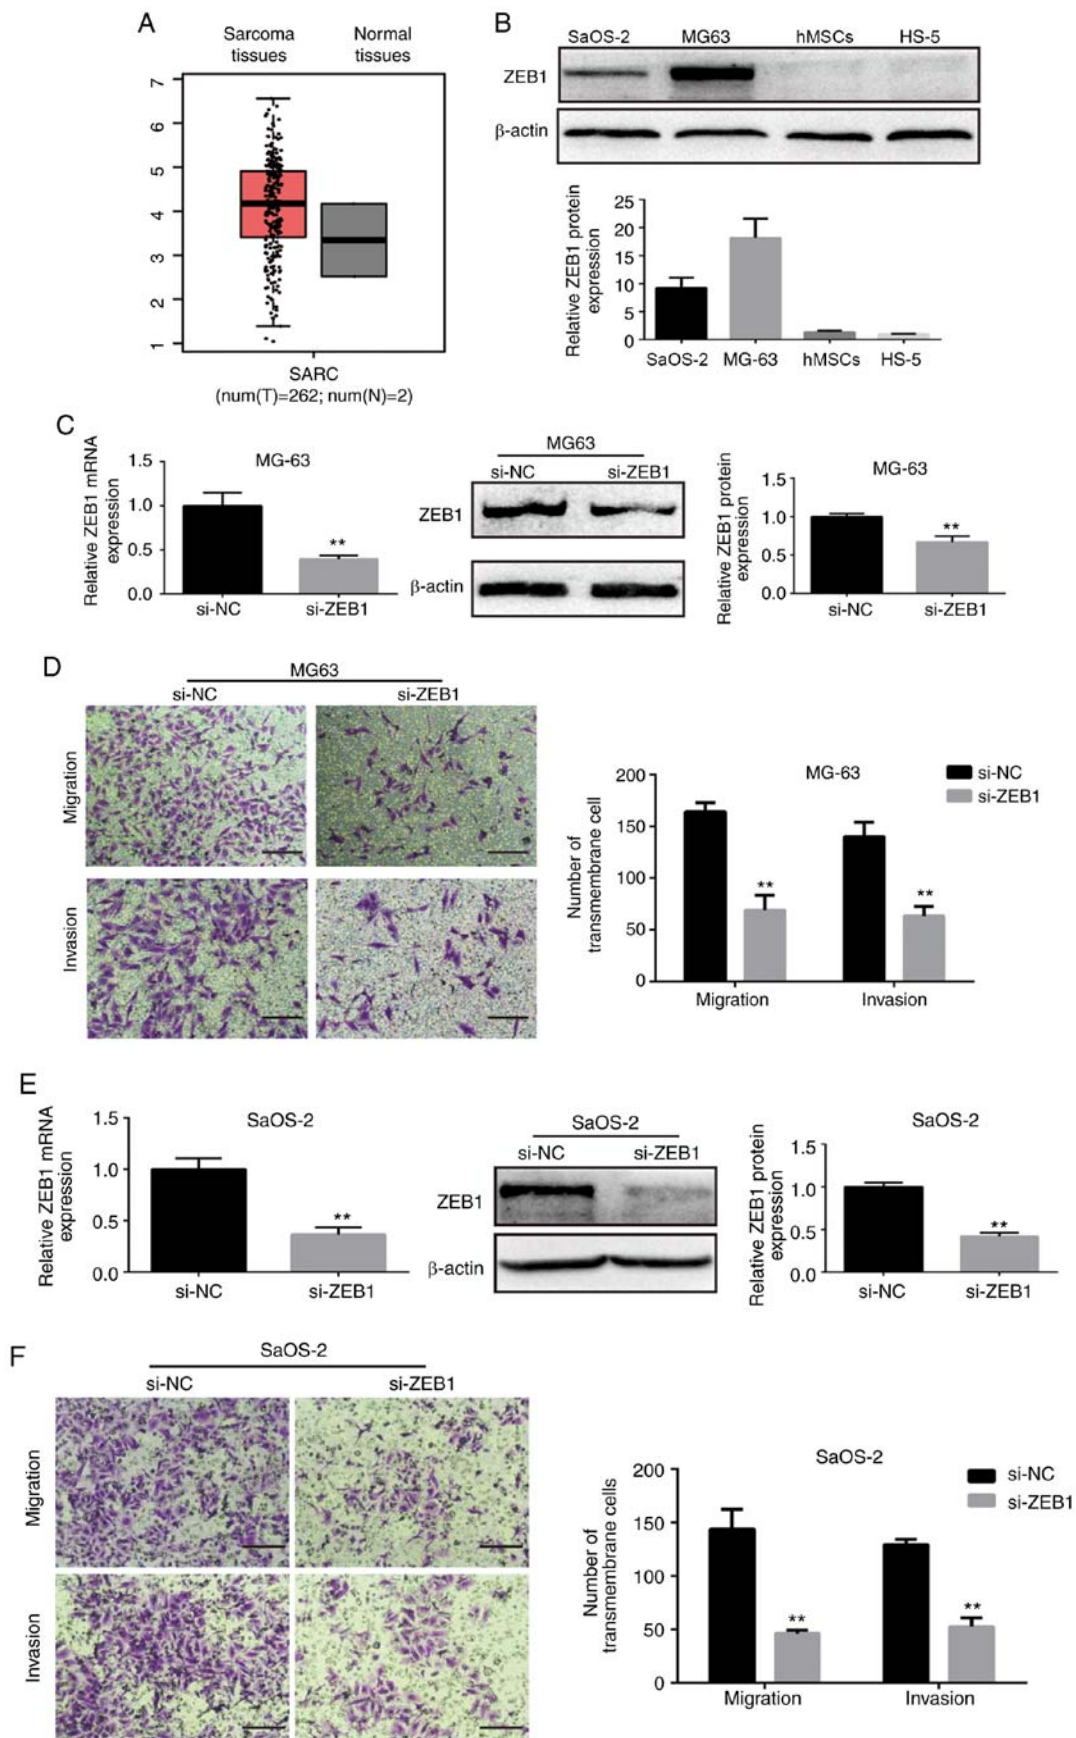 A
Sarcoma tissues
Normal tissues
7
6
5
4
3
2
1
SARC
(num(T)=262; num(N)=2)
B
SaOS-2 MG63 hMSCs HS-5
ZEB1
β-actin
Relative ZEB1 protein
expression
25
20
15
10
5
0
SaOS-2 MG-63 hMSCs HS-5
C
Relative ZEB1 mRNA
expression
MG-63
1.5
1.0
0.5
0.0
**
si-NC si-ZEB1
MG63
si-NC si-ZEB1
ZEB1
β-actin
Relative ZEB1 protein
expression
MG-63
1.5
1.0
0.5
0.0
**
si-NC si-ZEB1
D
MG63
si-NC si-ZEB1
Migration
Invasion
Number of
transmembrane cell
MG-63
si-NC
si-ZEB1
200
150
100
50
0
**
**
Migration Invasion
E
Relative ZEB1 mRNA
expression
SaOS-2
1.5
1.0
0.5
0.0
**
si-NC si-ZEB1
SaOS-2
si-NC si-ZEB1
ZEB1
β-actin
Relative ZEB1 protein
expression
SaOS-2
1.5
1.0
0.5
0.0
**
si-NC si-ZEB1
F
SaOS-2
si-NC si-ZEB1
Migration
Invasion
Number of
transmembrane cells
SaOS-2
si-NC
si-ZEB1
200
150
100
50
0
**
**
Migration Invasion